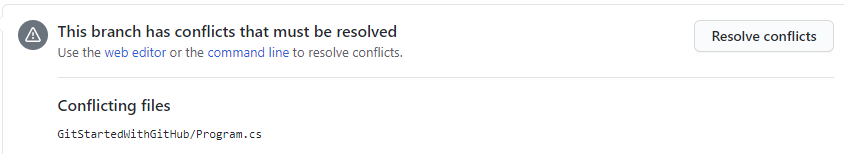 This branch has conflicts that must be resolved
Resolve conflicts
Use the web editor or the command line to resolve conflicts.
Conflicting files
GitStartedWithGitHub/Program.cs